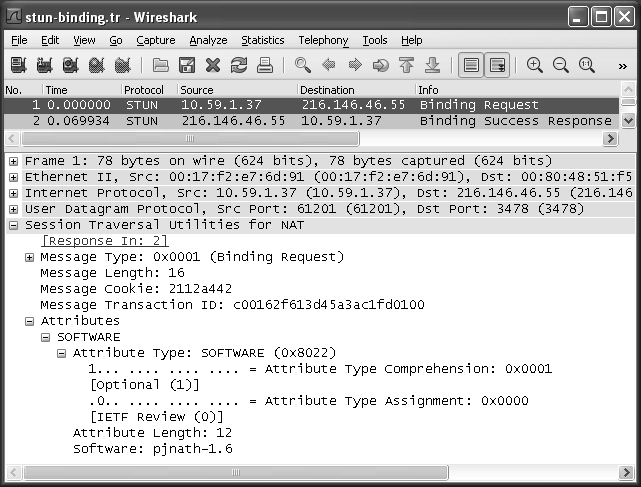 stun-binding.tr - Wireshark
File Edit View Go Capture Analyze Statistics Telephony Tools Help
1:1 »
No. Time Protocol Source Destination Info
1 0.000000 STUN 10.59.1.37 216.146.46.55 Binding Request
2 0.069934 STUN 216.146.46.55 10.59.1.37 Binding Success Response
Frame 1: 78 bytes on wire (624 bits), 78 bytes captured (624 bits)
Ethernet II, Src: 00:17:f2:e7:6d:91 (00:17:f2:e7:6d:91), Dst: 00:80:48:51:f5
Internet Protocol, Src: 10.59.1.37 (10.59.1.37), Dst: 216.146.46.55 (216.146
User Datagram Protocol, Src Port: 61201 (61201), Dst Port: 3478 (3478)
Session Traversal Utilities for NAT
[Response In: 2]
Message Type: 0x0001 (Binding Request)
Message Length: 16
Message Cookie: 2112a442
Message Transaction ID: c00162f613d45a3ac1fd0100
Attributes
SOFTWARE
Attribute Type: SOFTWARE (0x8022)
1... .... .... .... = Attribute Type Comprehension: 0x0001
[Optional (1)]
.0.. .... .... .... = Attribute Type Assignment: 0x0000
[IETF Review (0)]
Attribute Length: 12
Software: pjnath-1.6